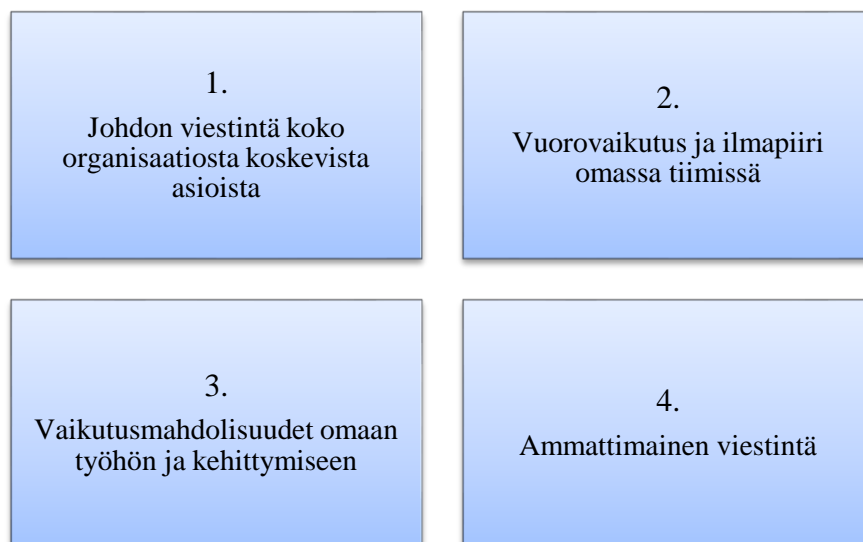 1.
Johdon viestintä koko
organisaatiosta koskevista
asioista
2.
Vuorovaikutus ja ilmapiiri
omassa tiimissä
3.
Vaikutusmahdolisuudet omaan
työhön ja kehittymiseen
4.
Ammattimainen viestintä